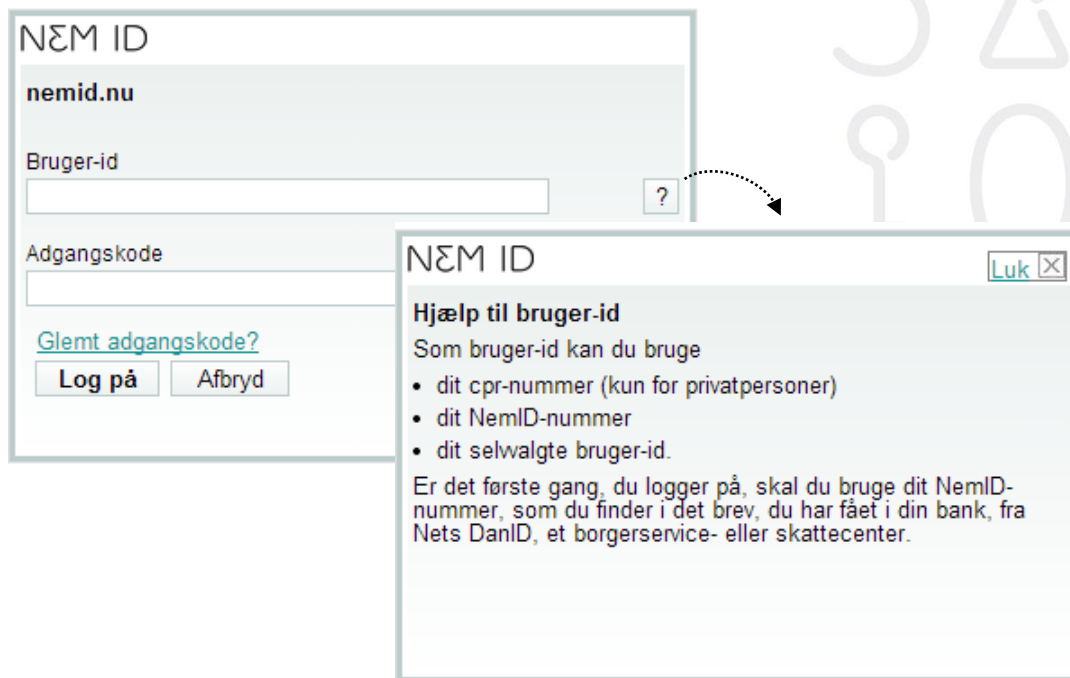 NEM ID
nemid.nu
Bruger-id
?
Adgangskode
Glemt adgangskode?
Log på
Afbryd
NEM ID
Luk
Hjælp til bruger-id
Som bruger-id kan du bruge
• dit cpr-nummer (kun for privatpersoner)
• dit NemID-nummer
• dit selvvalgte bruger-id.
Er det første gang, du logger på, skal du bruge dit NemID-
nummer, som du finder i det brev, du har fået i din bank, fra
Nets DanID, et borgerservice- eller skattecenter.